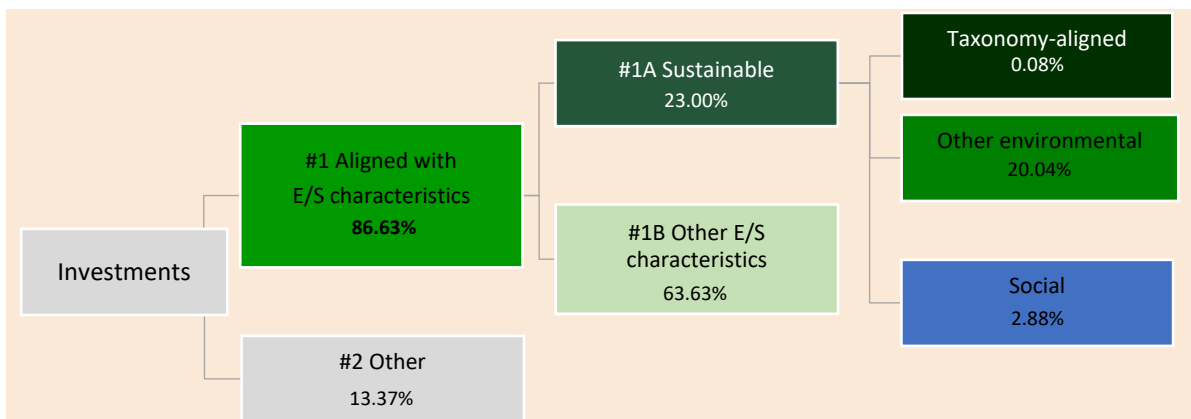 Investments
#1 Aligned with
E/S characteristics
86.63%
#2 Other
13.37%
#1A Sustainable
23.00%
#1B Other E/S
characteristics
63.63%
Taxonomy-aligned
0.08%
Other environmental
20.04%
Social
2.88%